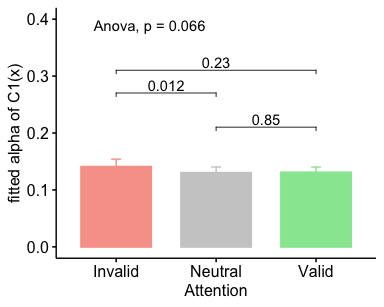 Anova, p = 0.066
0.4
0.3
0.2
0.1
0.0
fitted alpha of C1(x)
0.23
0.012
0.85
Invalid Neutral Valid
Attention